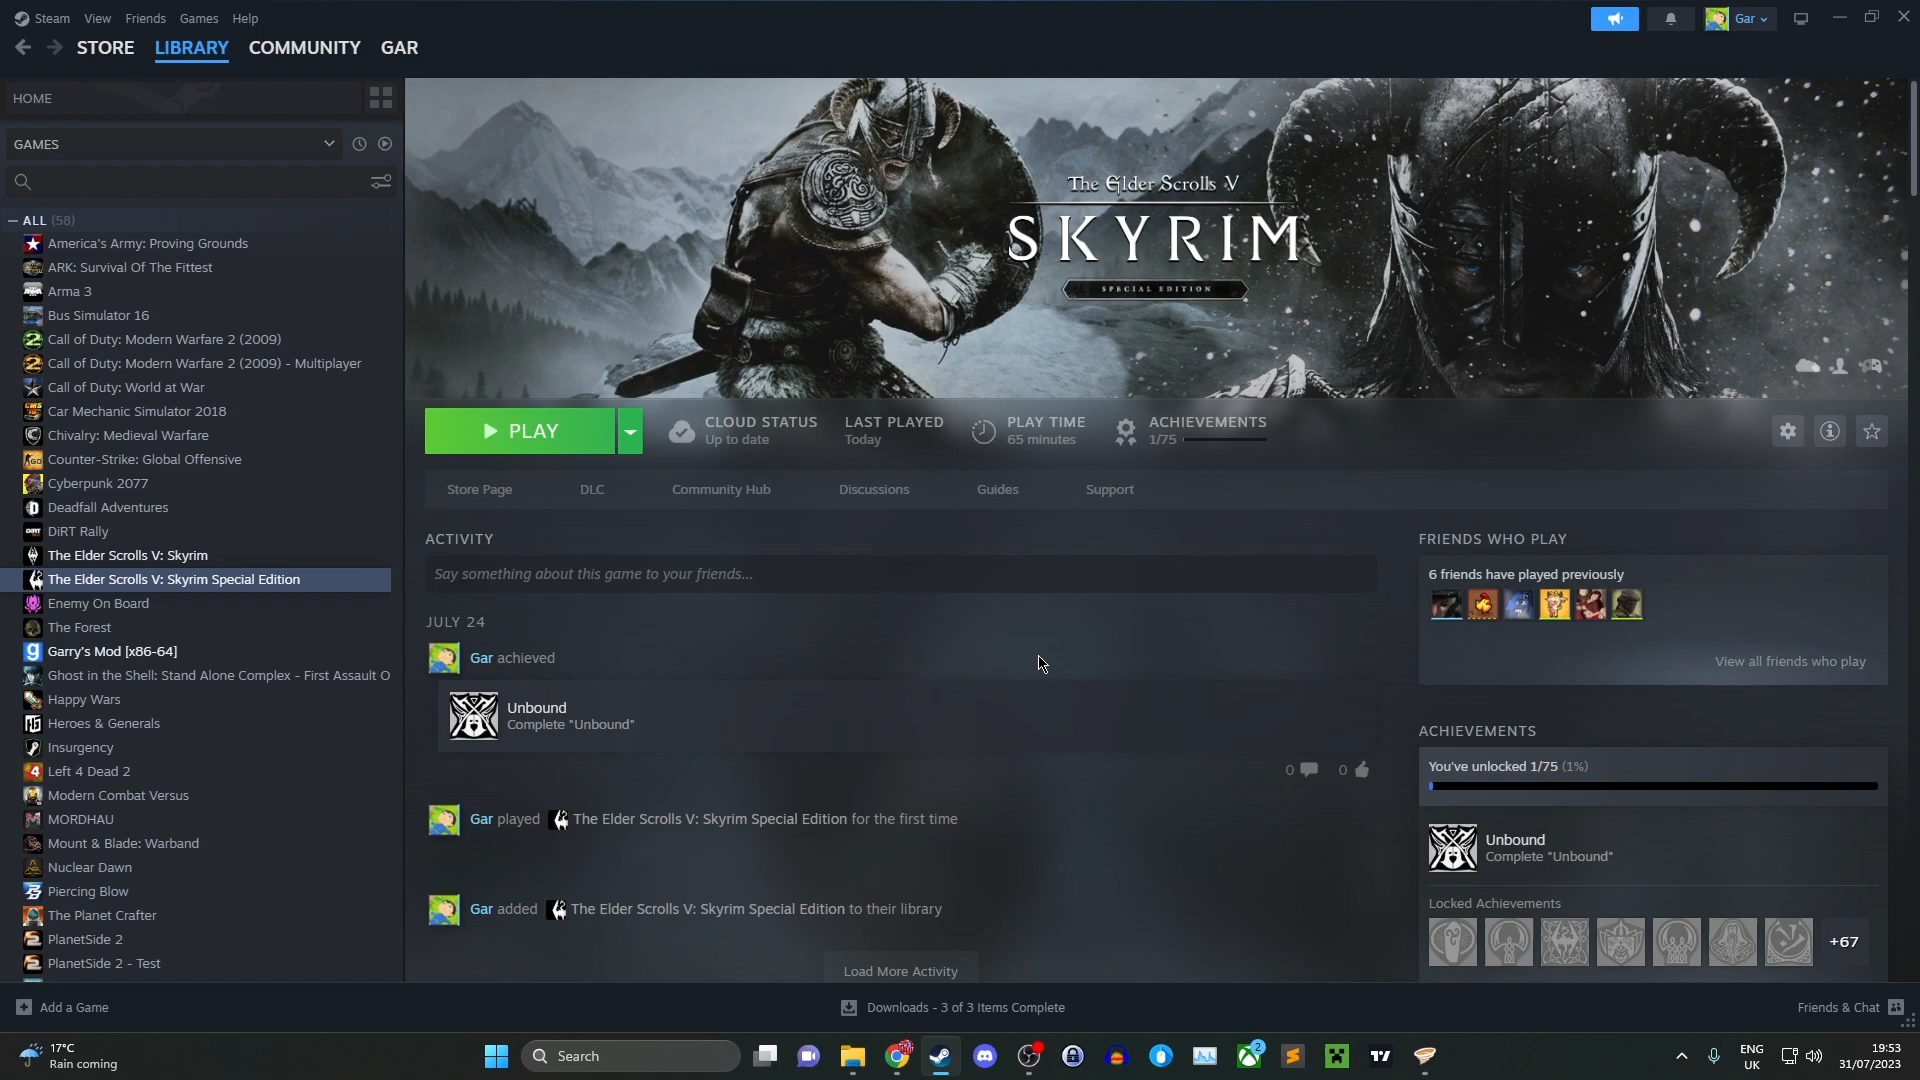 Steam View Friends Games Help
Gar
STORE LIBRARY COMMUNITY GAR
HOME
GAMES
ALL (58)
America's Army: Proving Grounds
ARK: Survival Of The Fittest
Arma 3
Bus Simulator 16
Call of Duty: Modern Warfare 2 (2009)
Call of Duty: Modern Warfare 2 (2009) - Multiplayer
Call of Duty: World at War
Car Mechanic Simulator 2018
Chivalry: Medieval Warfare
Counter-Strike: Global Offensive
Cyberpunk 2077
Deadfall Adventures
DiRT Rally
The Elder Scrolls V: Skyrim
The Elder Scrolls V: Skyrim Special Edition
Enemy On Board
The Forest
Garry's Mod [x86-64]
Ghost in the Shell: Stand Alone Complex - First Assault O
Happy Wars
Heroes & Generals
Insurgency
Left 4 Dead 2
Modern Combat Versus
MORDHAU
Mount & Blade: Warband
Nuclear Dawn
Piercing Blow
The Planet Crafter
PlanetSide 2
PlanetSide 2 - Test
The Elder Scrolls V
SKYRIM
SPECIAL EDITION
PLAY
CLOUD STATUS
Up to date
LAST PLAYED
Today
PLAY TIME
65 minutes
ACHIEVEMENTS
1/75
Store Page DLC Community Hub Discussions Guides Support
ACTIVITY
Say something about this game to your friends...
JULY 24
Gar achieved
Unbound
Complete "Unbound"
0 0
Gar played The Elder Scrolls V: Skyrim Special Edition for the first time
Gar added The Elder Scrolls V: Skyrim Special Edition to their library
Load More Activity
FRIENDS WHO PLAY
6 friends have played previously
View all friends who play
ACHIEVEMENTS
You've unlocked 1/75 (1%)
Unbound
Complete "Unbound"
Locked Achievements
+67
Add a Game
Downloads - 3 of 3 Items Complete
Friends & Chat
17°C
Rain coming
Search
2
ENG
UK
19:53
31/07/2023